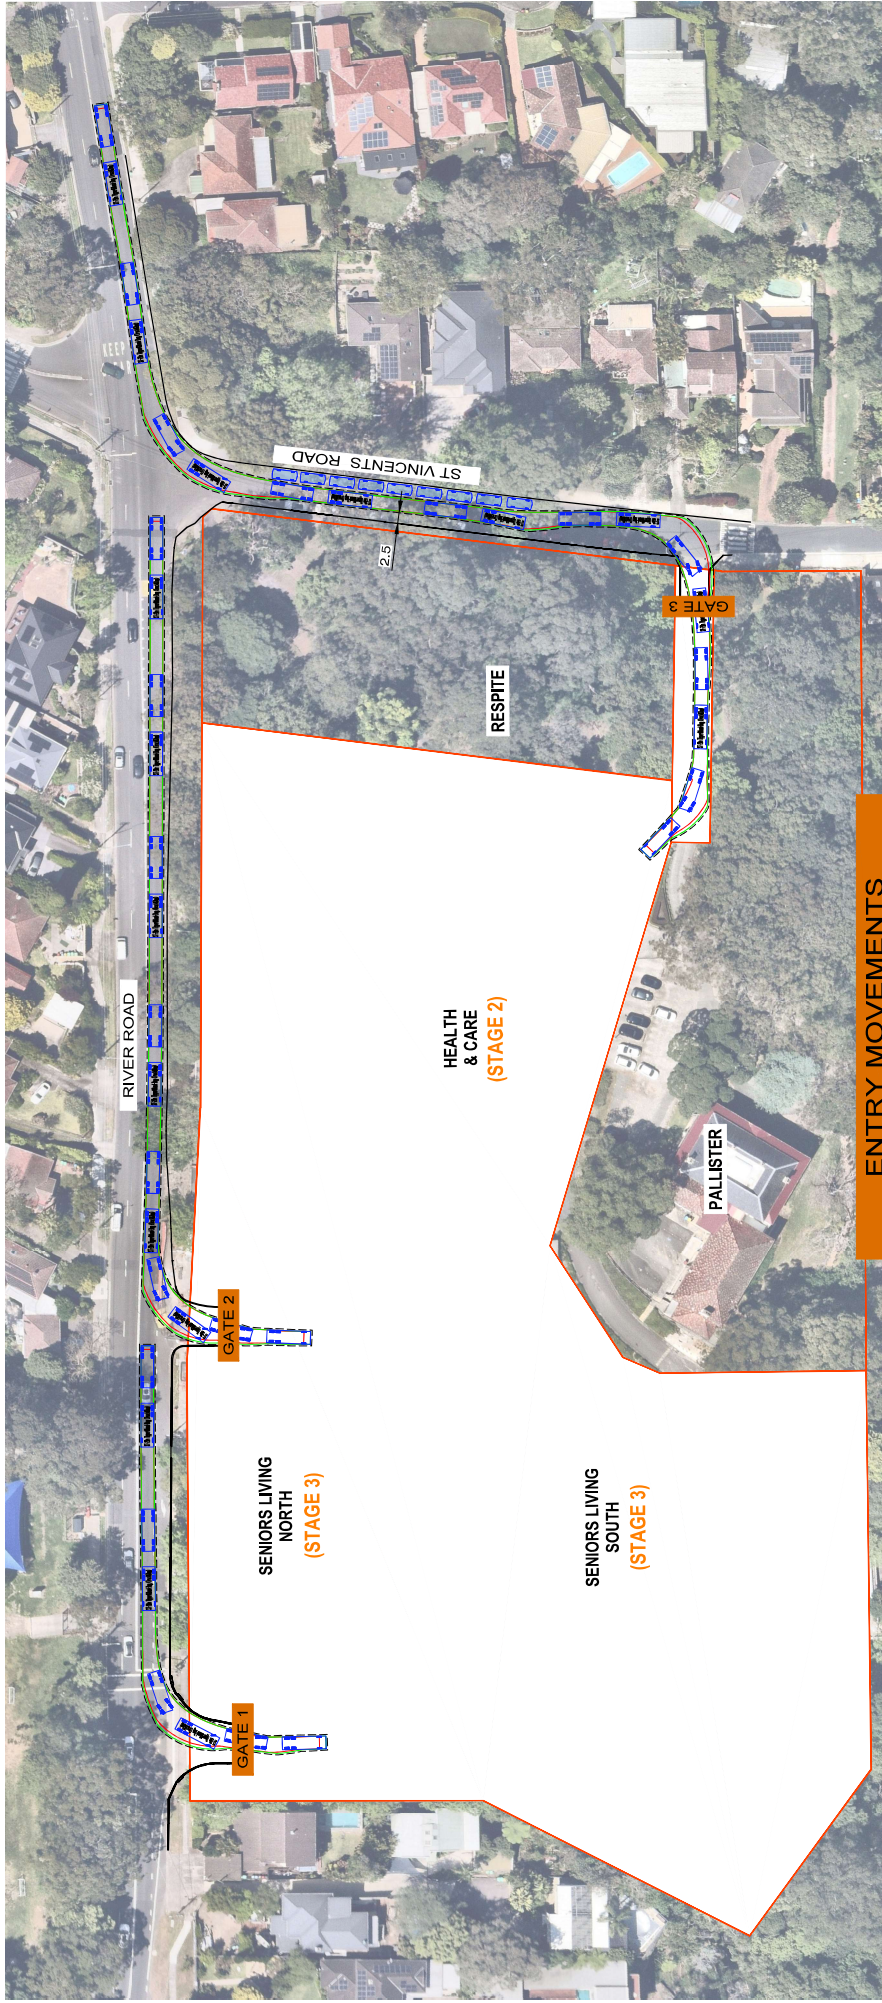 ST VINCENTS ROAD
2.5
GATE 3
RESPITE
RIVER ROAD
HEALTH
& CARE
(STAGE 2)
PALLISTER
ENTRY MOVEMENTS
GATE 2
SENIORS LIVING
NORTH
(STAGE 3)
SENIORS LIVING
SOUTH
(STAGE 3)
GATE 1